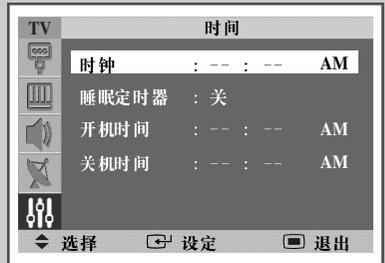 TV 时间
时钟 : -- : -- AM
睡眠定时器 : 关
开机时间 : -- : -- AM
关机时间 : -- : -- AM
选择 设定 退出